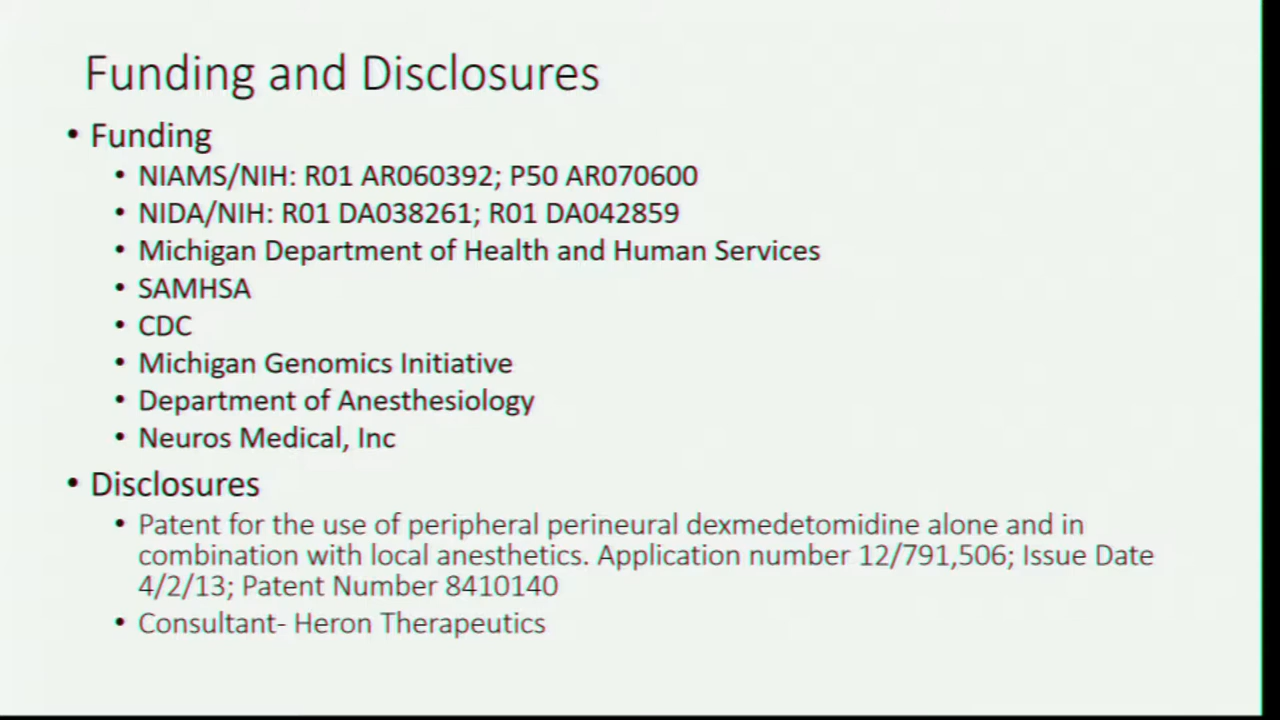 Funding and Disclosures
• Funding
• NIAMS/NIH: R01 AR060392; P50 AR070600
• NIDA/NIH: R01 DA038261; R01 DA042859
• Michigan Department of Health and Human Services
• SAMHSA
• CDC
• Michigan Genomics Initiative
• Department of Anesthesiology
• Neuros Medical, Inc
• Disclosures
• Patent for the use of peripheral perineural dexmedetomidine alone and in
combination with local anesthetics. Application number 12/791,506; Issue Date
4/2/13; Patent Number 8410140
• Consultant- Heron Therapeutics